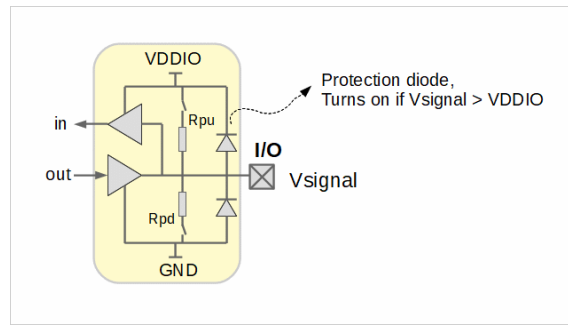 VDDIO
Protection diode,
Turns on if Vsignal > VDDIO
Rpu
in
I/O
out
Vsignal
Rpd
GND